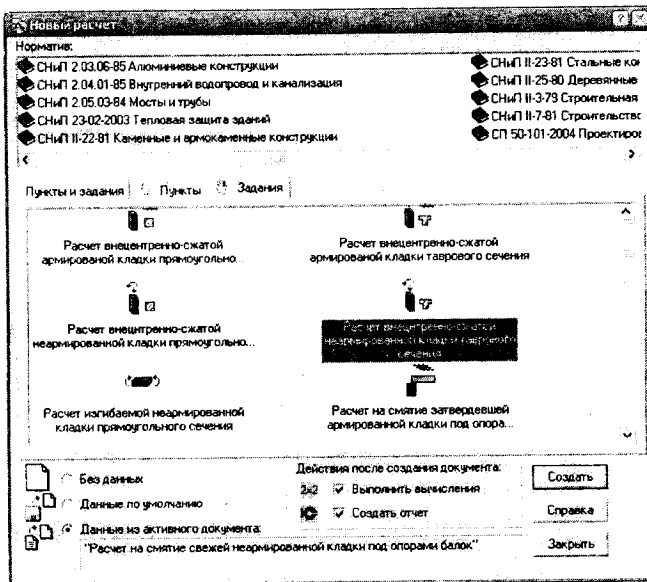 Новый расчет
Норматив:
СНиП 2.03.06-85 Алюминиевые конструкции
СНиП 2.04.01-85 Внутренний водопровод и канализация
СНиП 2.05.03-84 Мосты и трубы
СНиП 23-02-2003 Тепловая защита зданий
СНиП II-22-81 Каменные и армокаменные конструкции
СНиП II-23-81 Стальные кон
СНиП II-25-80 Деревянные
СНиП II-3-79 Строительная
СНиП II-7-81 Строительство
СП 50-101-2004 Проектиров
Пункты и задания Пункты Задания
Расчет внецентренно-сжатой
армированой кладки прямоугольно...
Расчет внецентренно-сжатой
армированой кладки таврового сечения
Расчет внецентренно-сжатой
неармированной кладки прямоугольно...
Расчет внецентренно-сжатой
неармированной кладки таврового
сечения
Расчет изгибаемой неармированной
кладки прямоугольного сечения
Расчет на смятие затвердевшей
армированной кладки под опора...
Без данных
Данные по умолчанию
Данные из активного документа:
"Расчет на смятие свежей неармированной кладки под опорами балок"
Действия после создания документа:
2×2 Выполнить вычисления
Создать отчет
Создать
Справка
Закрыть